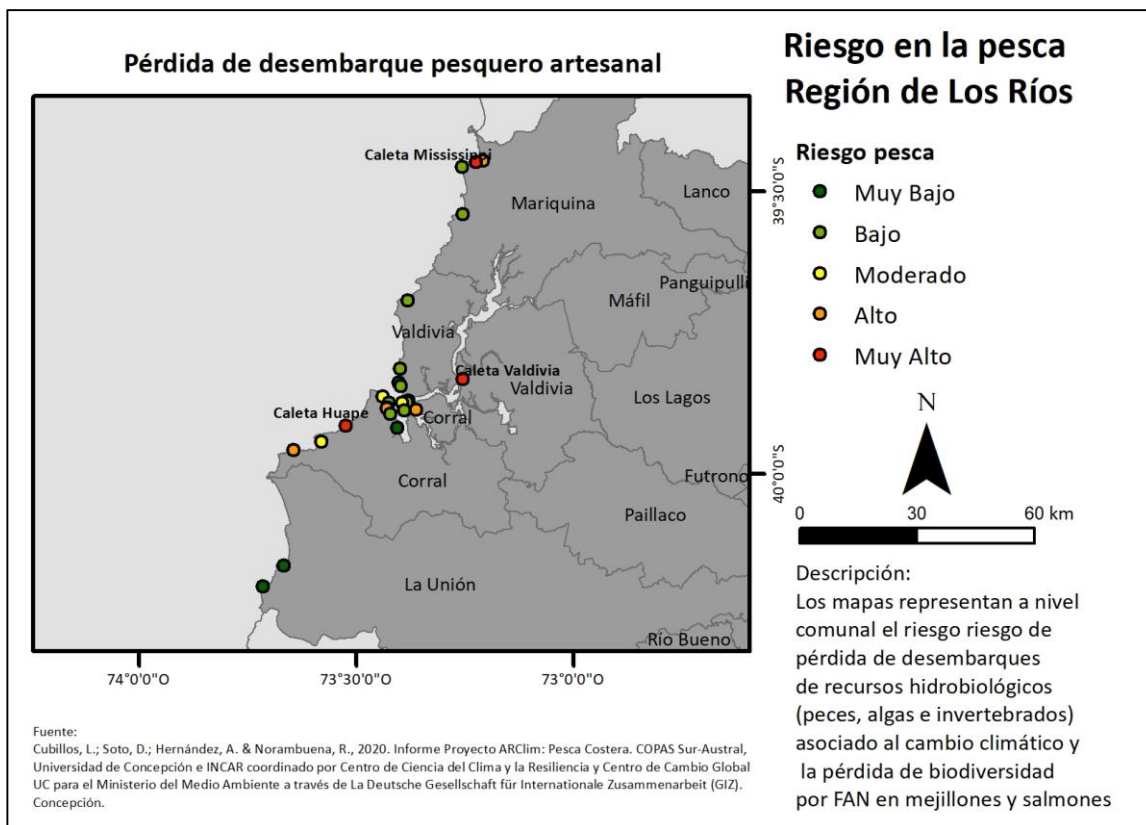 Pérdida de desembarque pesquero artesanal
Riesgo en la pesca
Región de Los Ríos
Riesgo pesca
Muy Bajo
Bajo
Moderado
Alto
Muy Alto
N
0 30 60 km
Descripción:
Los mapas representan a nivel
comunal el riesgo riesgo de
pérdida de desembarques
de recursos hidrobiológicos
(peces, algas e invertebrados)
asociado al cambio climático y
la pérdida de biodiversidad
por FAN en mejillones y salmones
Caleta Mississippi
Lanco
Mariquina
Panguipulli
Máfil
Valdivia
Caleta Valdivia
Valdivia
Los Lagos
Caleta Huape
Corral
Corral
Futrono
Paillaco
La Unión
Río Bueno
39°30'0"S
40°0'0"S
74°0'0"O
73°30'0"O
73°0'0"O
Fuente:
Cubillos, L.; Soto, D.; Hernández, A. & Norambuena, R., 2020. Informe Proyecto ARClim: Pesca Costera. COPAS Sur-Austral,
Universidad de Concepción e INCAR coordinado por Centro de Ciencia del Clima y la Resiliencia y Centro de Cambio Global
UC para el Ministerio del Medio Ambiente a través de La Deutsche Gesellschaft für Internationale Zusammenarbeit (GIZ).
Concepción.